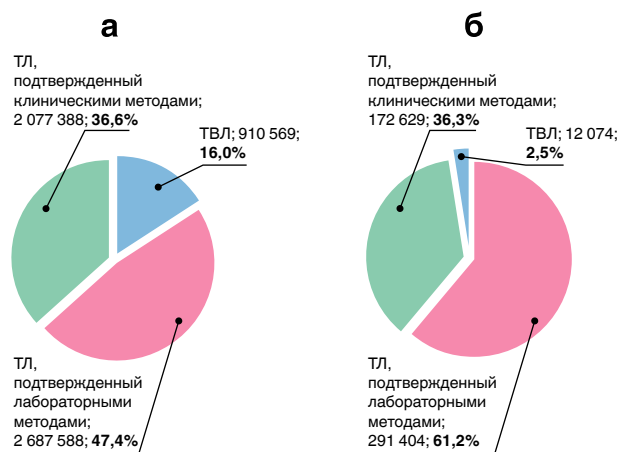 а
ТЛ,
подтвержденный
клиническими методами;
2 077 388; 36,6%
ТВЛ; 910 569;
16,0%
ТЛ,
подтвержденный
лабораторными
методами;
2 687 588; 47,4%
б
ТЛ,
подтвержденный
клиническими методами;
172 629; 36,3%
ТВЛ; 12 074;
2,5%
ТЛ,
подтвержденный
лабораторными
методами;
291 404; 61,2%